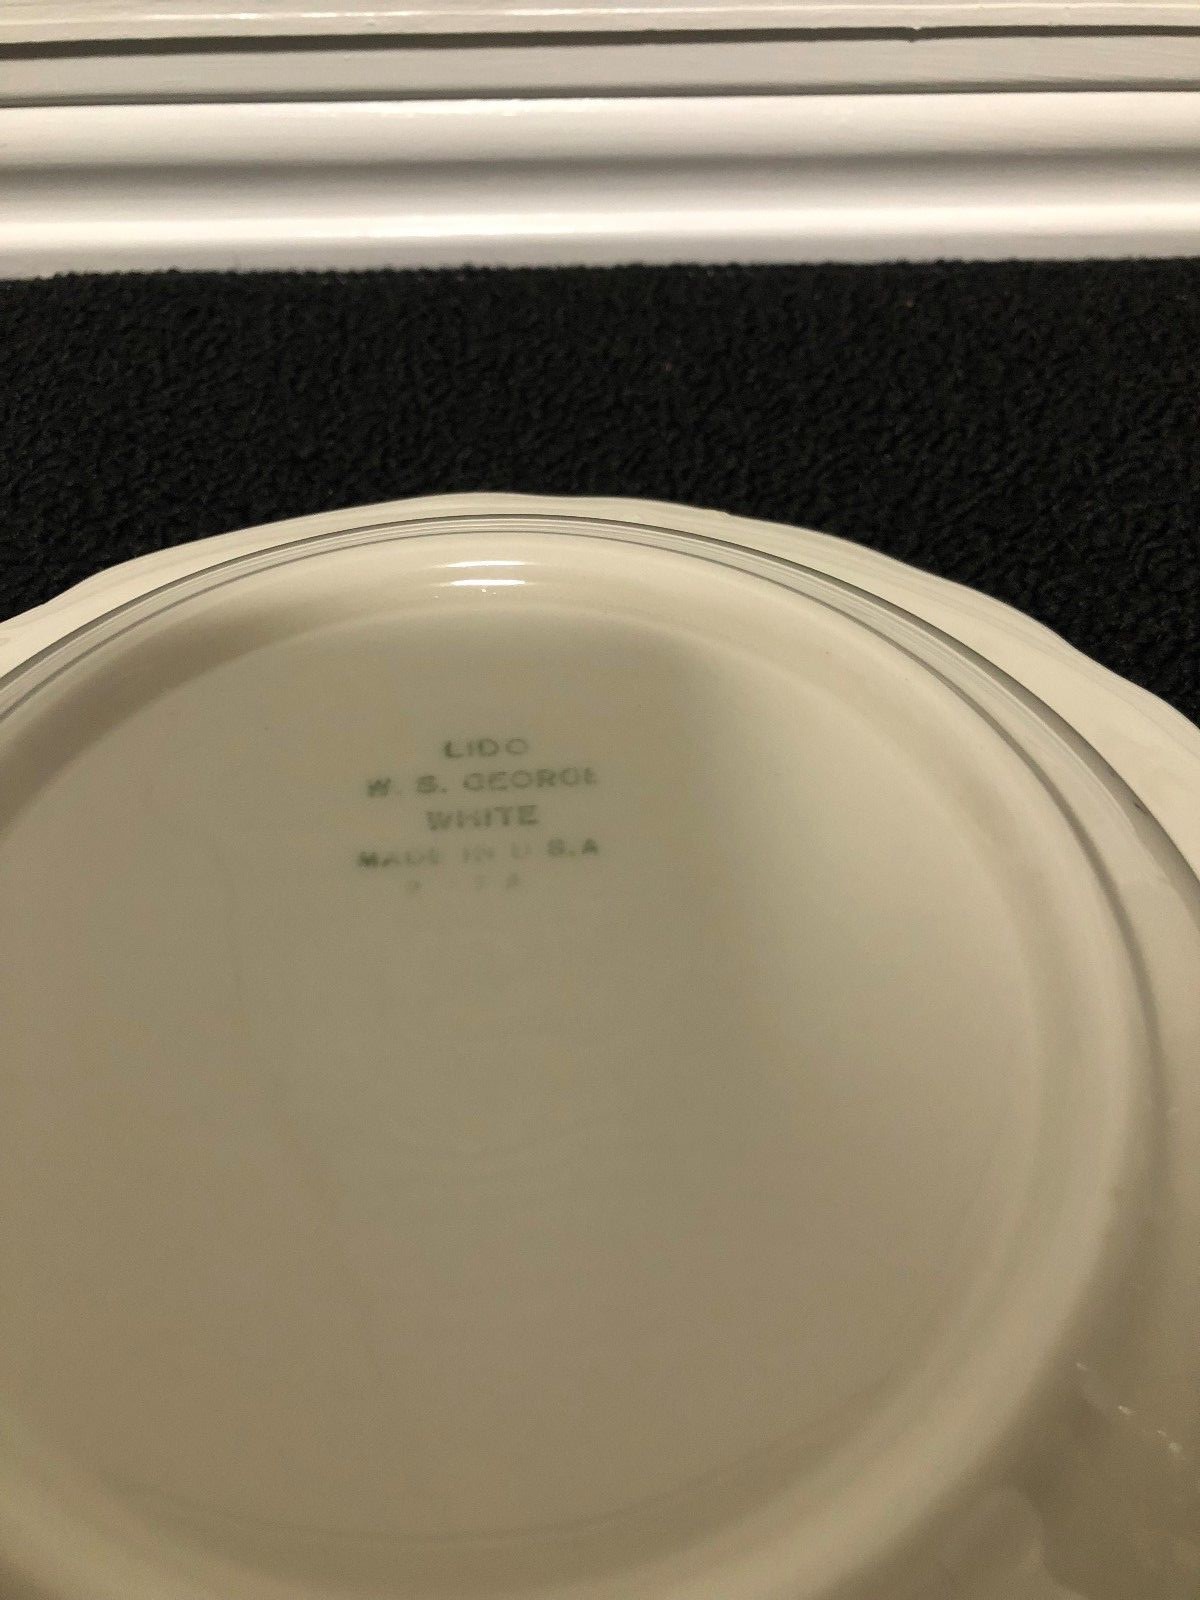 LIDO
W. S. GEORGE
WHITE
MADE IN U.S.A